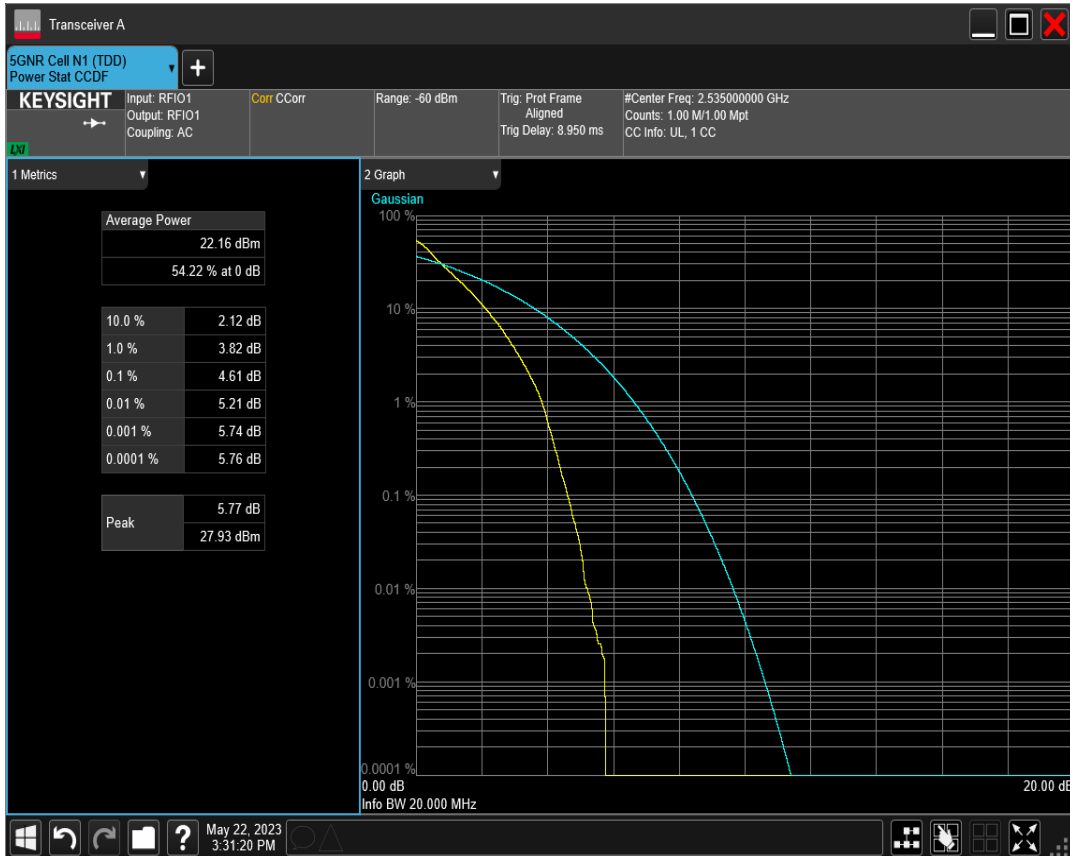 Transceiver A
5GNR Cell N1 (TDD)
Power Stat CCDF
+
KEYSIGHT
LXI
Input: RFIO1
Output: RFIO1
Coupling: AC
Corr CCorr
Range: -60 dBm
Trig: Prot Frame
Aligned
Trig Delay: 8.950 ms
#Center Freq: 2.535000000 GHz
Counts: 1.00 M/1.00 Mpt
CC Info: UL, 1 CC
1 Metrics
Average Power
22.16 dBm
54.22 % at 0 dB
10.0 % 2.12 dB
1.0 % 3.82 dB
0.1 % 4.61 dB
0.01 % 5.21 dB
0.001 % 5.74 dB
0.0001 % 5.76 dB
Peak 5.77 dB
27.93 dBm
2 Graph
Gaussian
100 %
10 %
1 %
0.1 %
0.01 %
0.001 %
0.0001 %
0.00 dB 20.00 dB
Info BW 20.000 MHz
?
May 22, 2023
3:31:20 PM